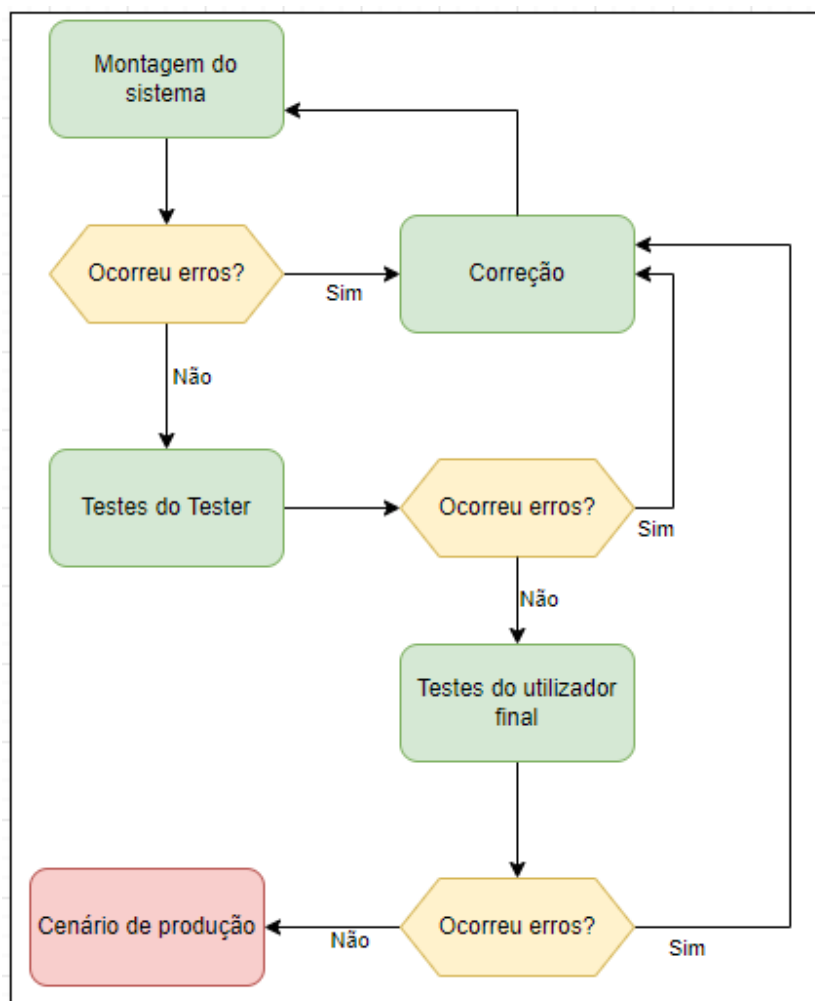 Montagem do
sistema
Ocorreu erros?
Sim
Correção
Não
Testes do Tester
Ocorreu erros?
Sim
Não
Testes do utilizador
final
Cenário de produção
Não
Ocorreu erros?
Sim